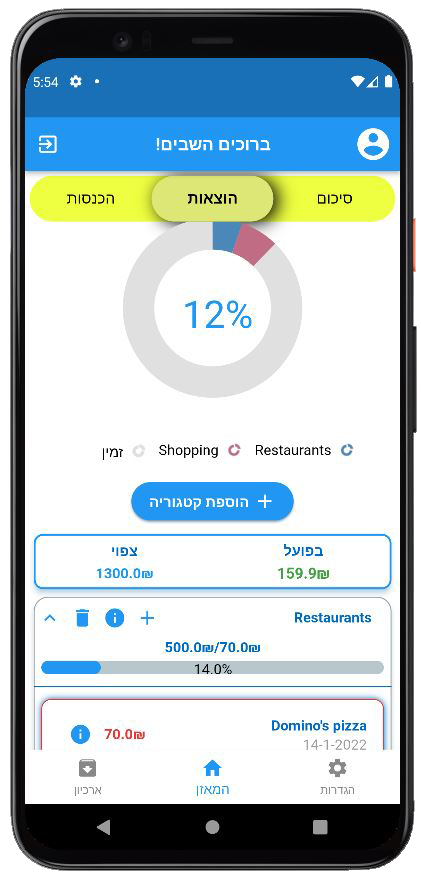 5:54
ברוכים השבים!
סיכום
הוצאות
הכנסות
12%
Restaurants
Shopping
זמין
הוספת קטגוריה
בפועל
צפוי
159.9₪
1300.0₪
Restaurants
500.0₪/70.0₪
14.0%
Domino's pizza
70.0₪
14-1-2022
הגדרות
המאזן
ארכיון